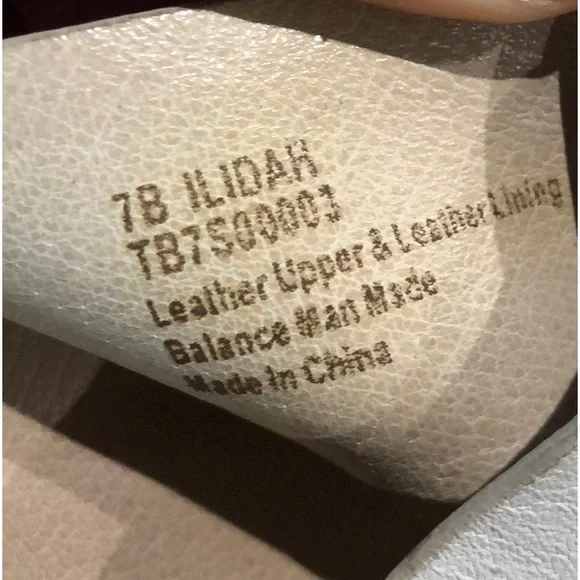 7B ILIDAH
TB7S00003
Leather Upper & Leather Lining
Balance Man Made
Made In China